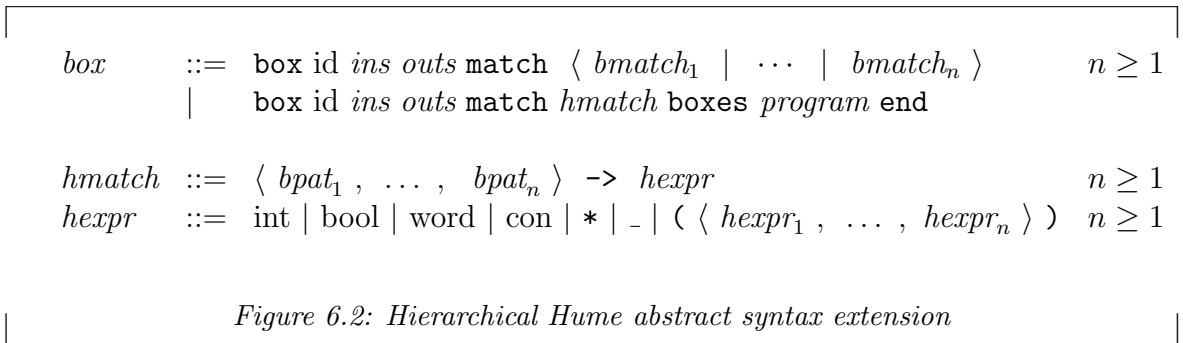 box ::= box id ins outs match ⟨ bmatch₁ | ⋯ | bmatchₙ ⟩ n ≥ 1
| box id ins outs match hmatch boxes program end
hmatch ::= ⟨ bpat₁ , … , bpatₙ ⟩ -> hexpr n ≥ 1
hexpr ::= int | bool | word | con | * | _ | ( ⟨ hexpr₁ , … , hexprₙ ⟩ ) n ≥ 1
Figure 6.2: Hierarchical Hume abstract syntax extension